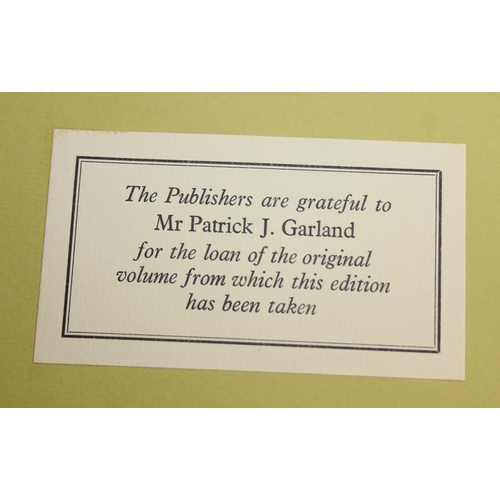 The Publishers are grateful to
Mr Patrick J. Garland
for the loan of the original
volume from which this edition
has been taken